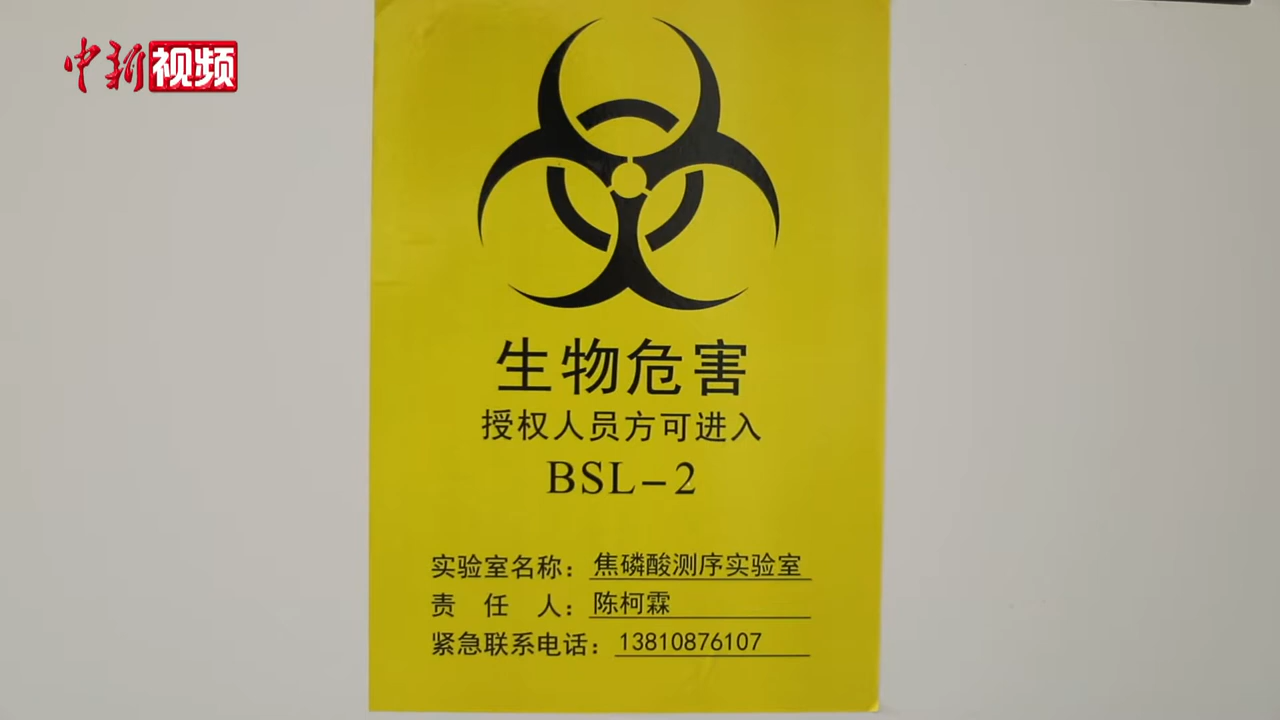 中新视频
生物危害
授权人员方可进入
BSL-2
实验室名称：焦磷酸测序实验室
责 任 人：陈柯霖
紧急联系电话：13810876107